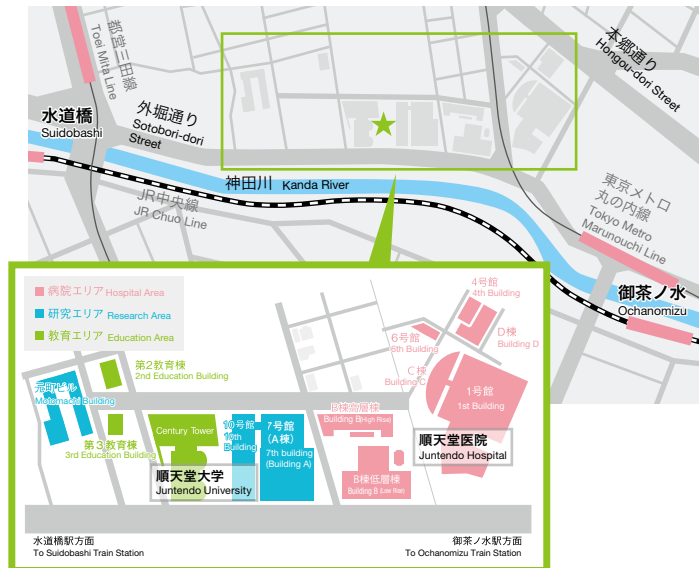 都営三田線
Toei Mita Line
水道橋
Suidobashi
外堀通り
Sotobori-dori
Street
本郷通り
Hongou-dori Street
神田川 Kanda River
JR中央線
JR Chuo Line
東京メトロ
丸の内線
Tokyo Metro
Marunouchi Line
御茶ノ水
Ochanomizu
病院エリア Hospital Area
研究エリア Research Area
教育エリア Education Area
4号館
4th Building
6号館
6th Building
D棟
Building D
C棟
Building C
1号館
1st Building
第2教育棟
2nd Education Building
元町ビル
Motomachi Building
第3教育棟
3rd Education Building
Century Tower
10号館
10th
Building
7号館
(A棟)
7th building
(Building A)
B棟高層棟
Building B(High Rise)
B棟低層棟
Building B (Low Rise)
順天堂大学
Juntendo University
順天堂医院
Juntendo Hospital
水道橋駅方面
To Suidobashi Train Station
御茶ノ水駅方面
To Ochanomizu Train Station